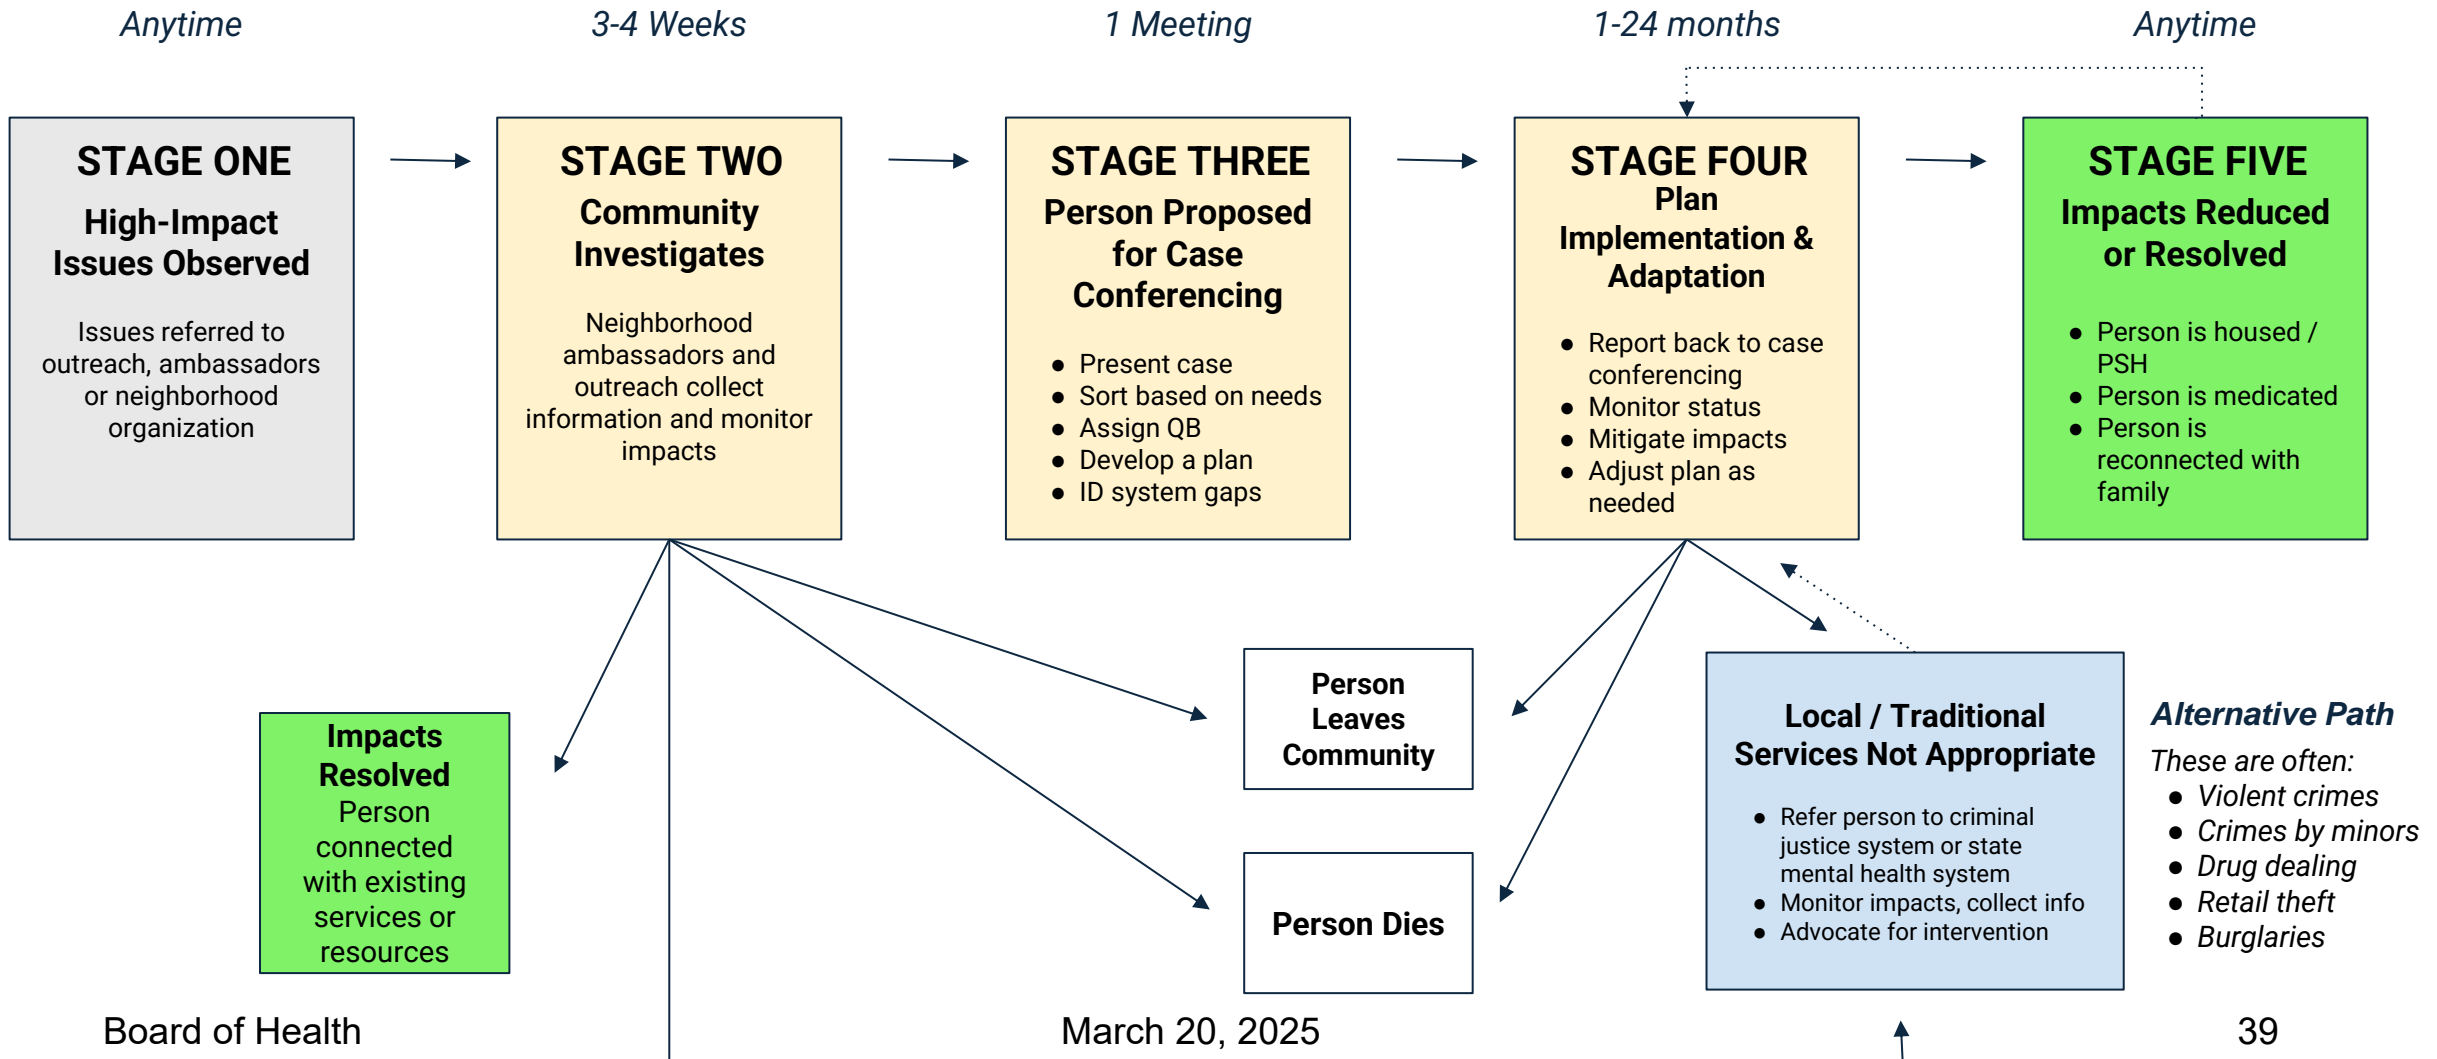 Anytime
3-4 Weeks
1 Meeting
1-24 months
Anytime
STAGE ONE
High-Impact
Issues Observed
Issues referred to
outreach, ambassadors
or neighborhood
organization
STAGE TWO
Community
Investigates
Neighborhood
ambassadors and
outreach collect
information and monitor
impacts
STAGE THREE
Person Proposed
for Case
Conferencing
● Present case
● Sort based on needs
● Assign QB
● Develop a plan
● ID system gaps
STAGE FOUR
Plan
Implementation &
Adaptation
● Report back to case
conferencing
● Monitor status
● Mitigate impacts
● Adjust plan as
needed
STAGE FIVE
Impacts Reduced
or Resolved
● Person is housed /
PSH
● Person is medicated
● Person is
reconnected with
family
Impacts
Resolved
Person
connected
with existing
services or
resources
Person
Leaves
Community
Person Dies
Local / Traditional
Services Not Appropriate
● Refer person to criminal
justice system or state
mental health system
● Monitor impacts, collect info
● Advocate for intervention
Alternative Path
These are often:
● Violent crimes
● Crimes by minors
● Drug dealing
● Retail theft
● Burglaries
Board of Health
March 20, 2025
39